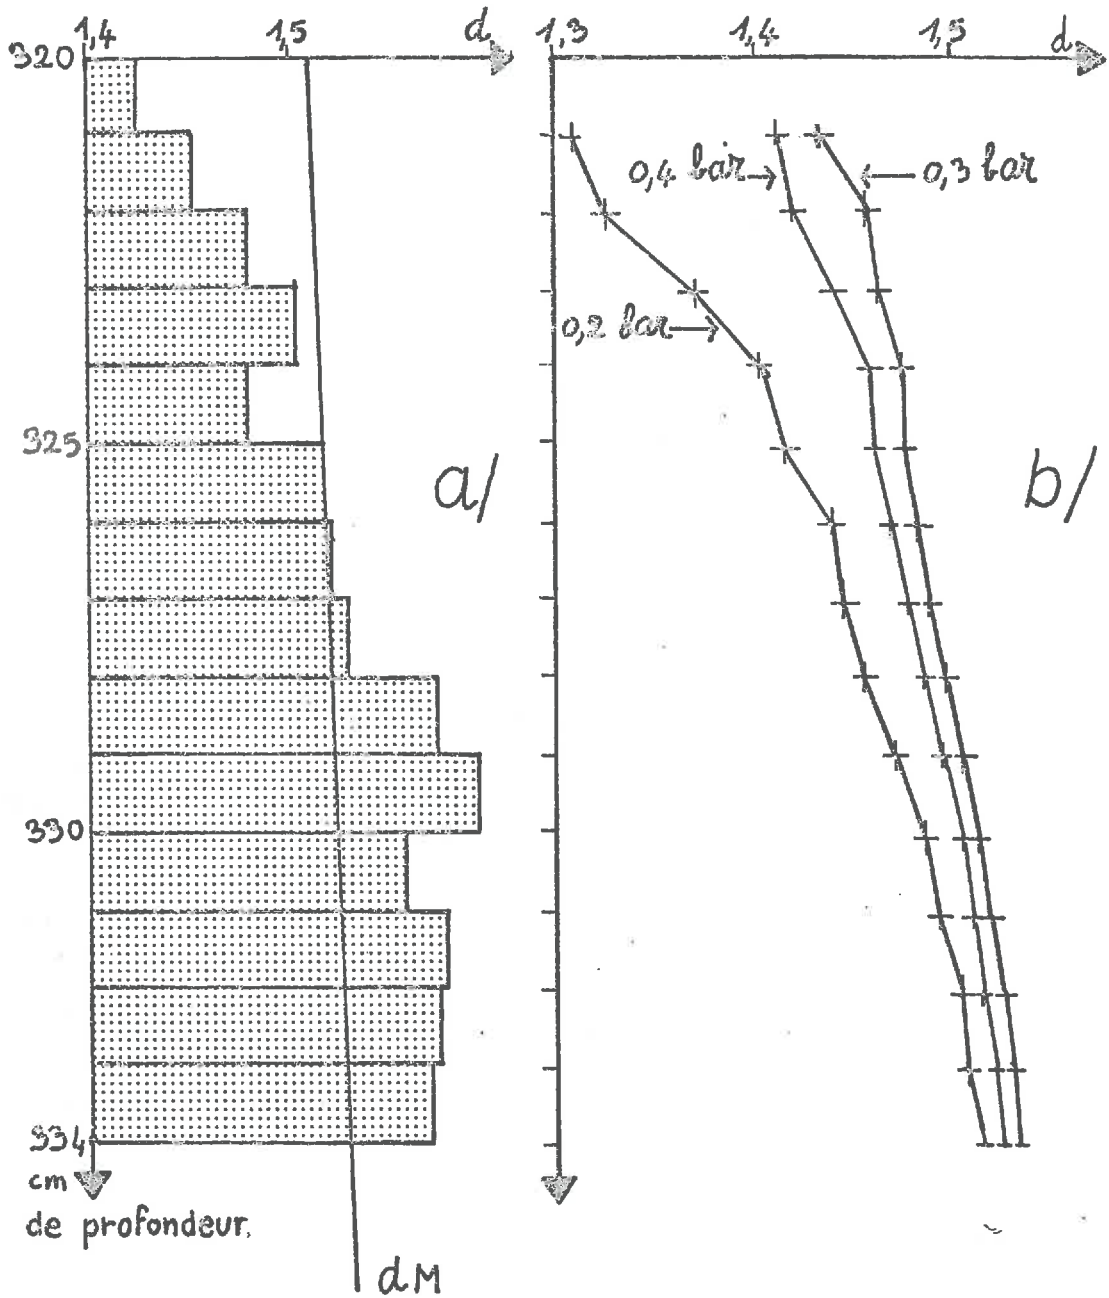 1,4 1,5 d
320
325
330
334
cm
de profondeur.
a/
dM
1,3 1,4 1,5 d
0,4 bar
0,3 bar
0,2 bar
b/